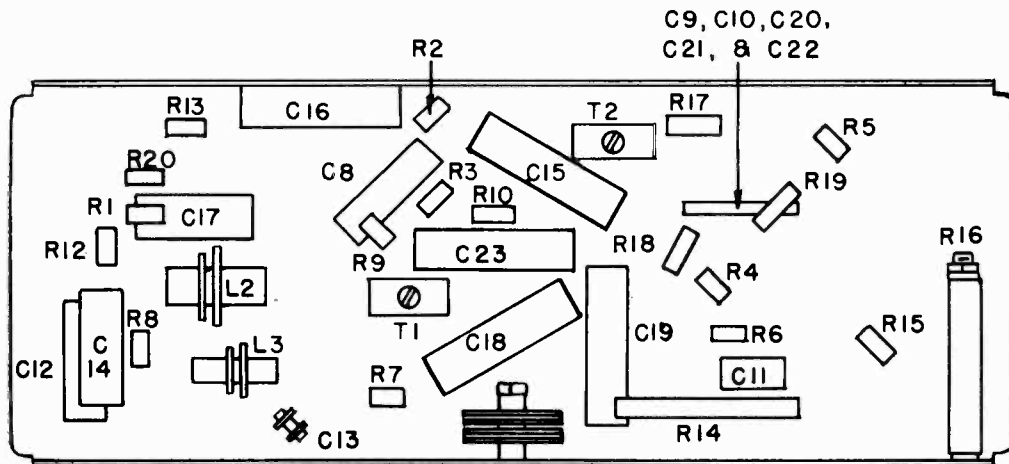 C9, C10, C20,
C21, & C22
R2
R13
C16
T2
R17
R5
R20
C8
R3
C15
R19
R1
C17
R10
R12
R9
C23
R18
R4
R16
L2
T1
C18
C19
R6
R15
C12
C
14
R8
L3
R7
C11
C13
R14